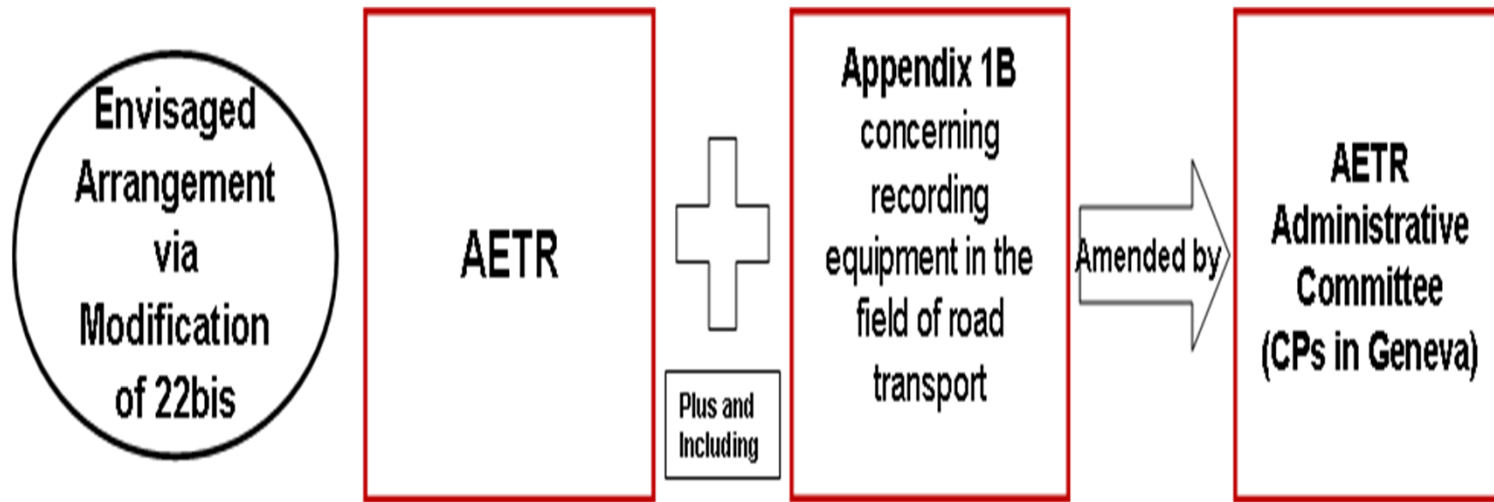 Envisaged
Arrangement
via
Modification
of 22bis
AETR
Plus and
Including
Appendix 1B
concerning
recording
equipment in the
field of road
transport
Amended by
AETR
Administrative
Committee
(CPs in Geneva)